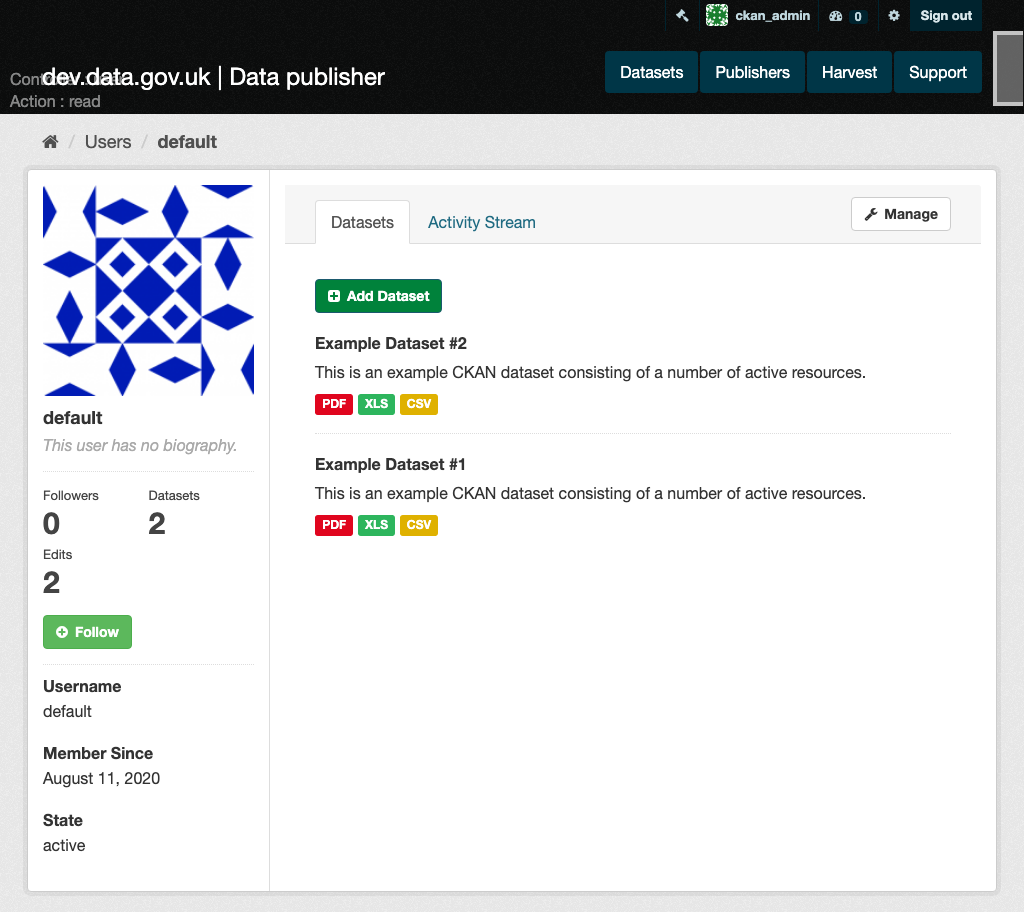 ckan_admin
0
Sign out
dev.data.gov.uk | Data publisher
Action : read
Datasets
Publishers
Harvest
Support
/ Users / default
default
This user has no biography.
Followers
0
Datasets
2
Edits
2
Follow
Username
default
Member Since
August 11, 2020
State
active
Datasets
Activity Stream
Manage
Add Dataset
Example Dataset #2
This is an example CKAN dataset consisting of a number of active resources.
PDF XLS CSV
Example Dataset #1
This is an example CKAN dataset consisting of a number of active resources.
PDF XLS CSV